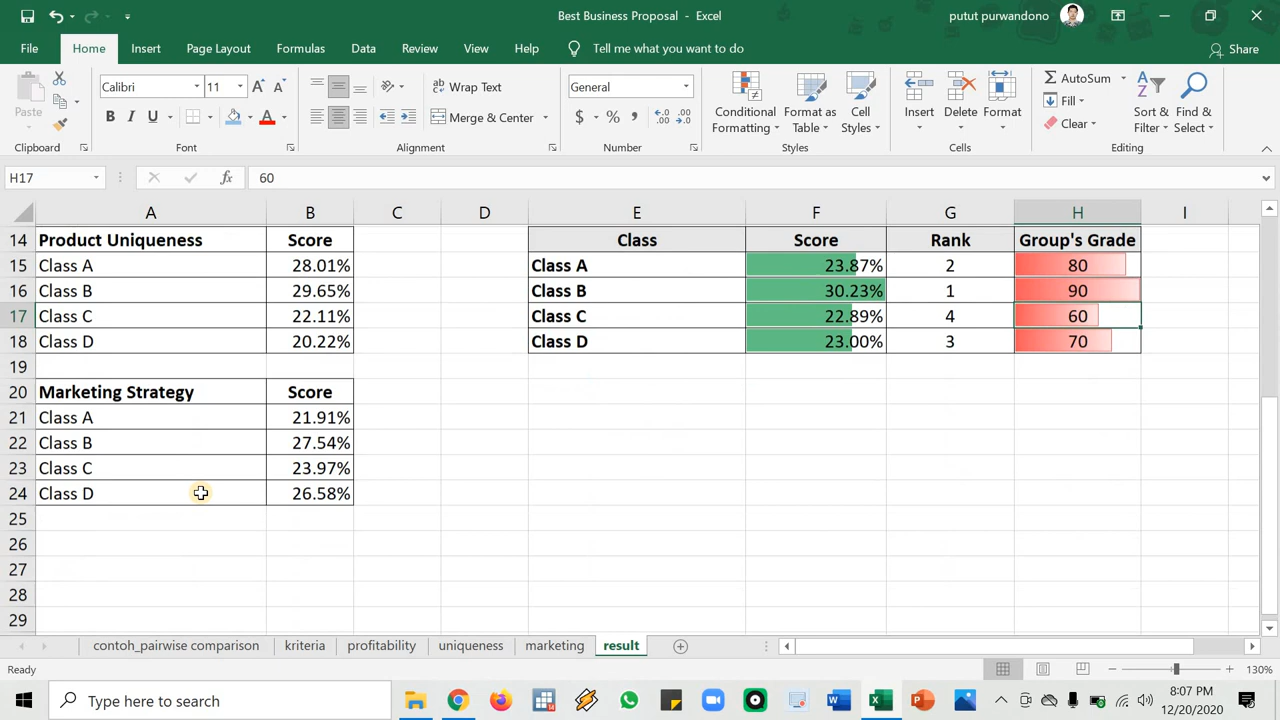 Best Business Proposal - Excel
putut purwandono
File Home Insert Page Layout Formulas Data Review View Help Tell me what you want to do Share
Paste
Calibri 11
B I U A
Wrap Text
Merge & Center
General
$ % ,
Conditional Formatting
Format as Table
Cell Styles
Insert Delete Format
AutoSum
Fill
Clear
Sort & Filter
Find & Select
Clipboard Font Alignment Number Styles Cells Editing
H17 fx 60
A B C D E F G H I
14 Product Uniqueness Score Class Score Rank Group's Grade
15 Class A 28.01% Class A 23.87% 2 80
16 Class B 29.65% Class B 30.23% 1 90
17 Class C 22.11% Class C 22.89% 4 60
18 Class D 20.22% Class D 23.00% 3 70
19
20 Marketing Strategy Score
21 Class A 21.91%
22 Class B 27.54%
23 Class C 23.97%
24 Class D 26.58%
25
26
27
28
29
contoh_pairwise comparison kriteria profitability uniqueness marketing result
Ready 130%
Type here to search
8:07 PM
12/20/2020